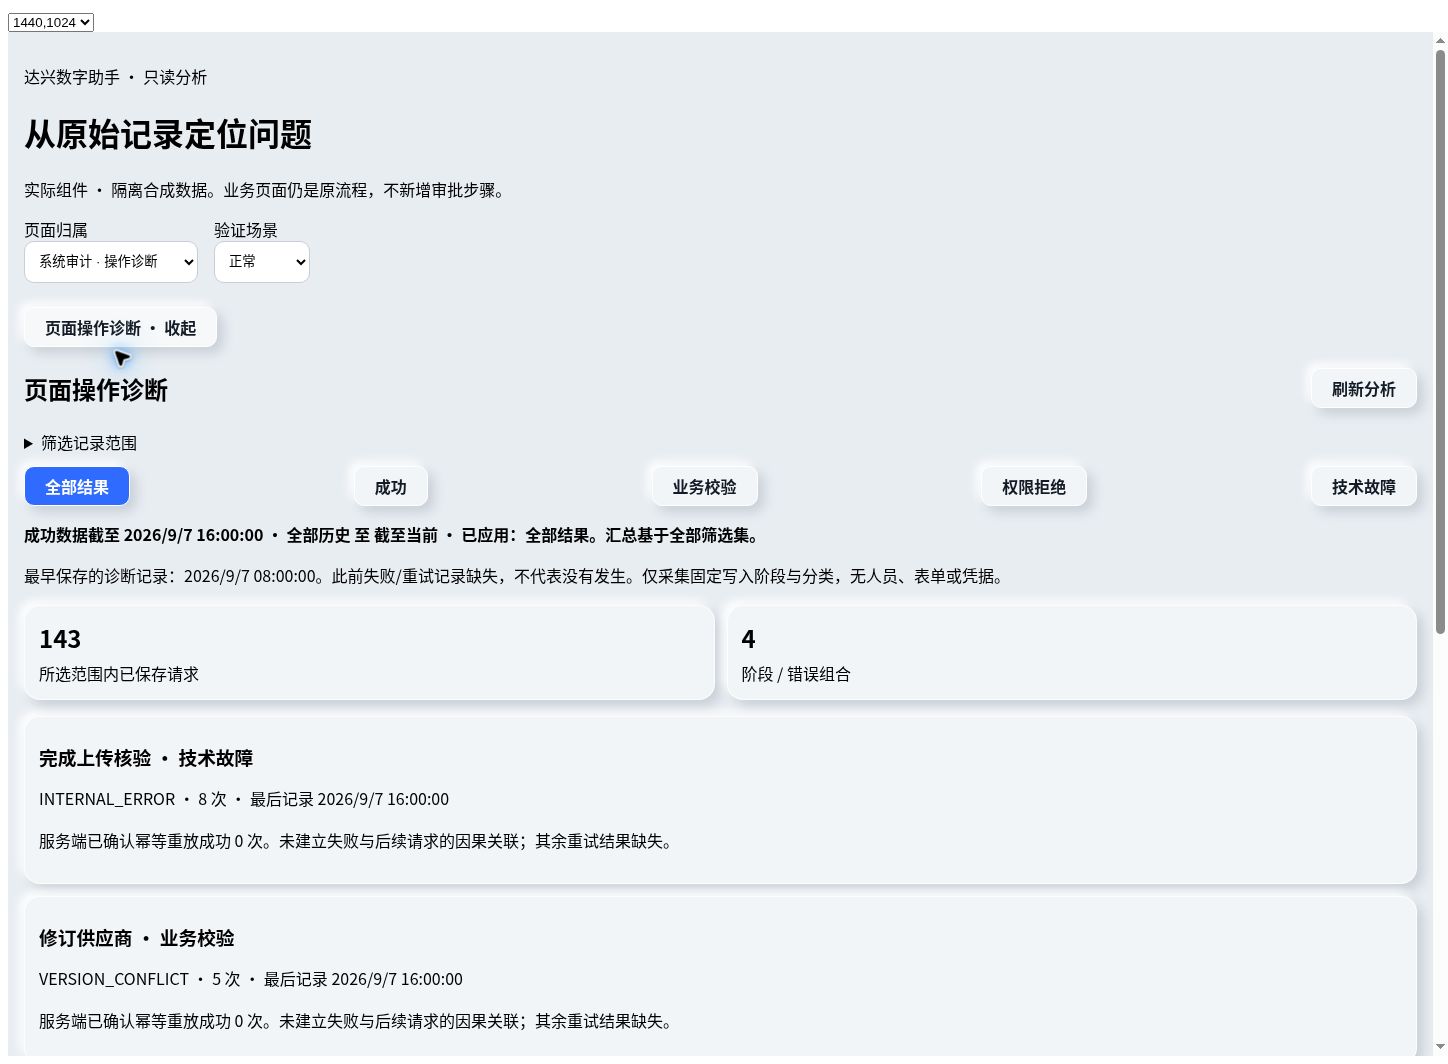 1440,1024
达兴数字助手 · 只读分析
从原始记录定位问题
实际组件 · 隔离合成数据。业务页面仍是原流程，不新增审批步骤。
页面归属 验证场景
系统审计 · 操作诊断 正常
页面操作诊断 · 收起
页面操作诊断 刷新分析
筛选记录范围
全部结果 成功 业务校验 权限拒绝 技术故障
成功数据截至 2026/9/7 16:00:00 · 全部历史 至 截至当前 · 已应用：全部结果。汇总基于全部筛选集。
最早保存的诊断记录：2026/9/7 08:00:00。此前失败/重试记录缺失，不代表没有发生。仅采集固定写入阶段与分类，无人员、表单或凭据。
143 4
所选范围内已保存请求 阶段 / 错误组合
完成上传核验 · 技术故障
INTERNAL_ERROR · 8 次 · 最后记录 2026/9/7 16:00:00
服务端已确认幂等重放成功 0 次。未建立失败与后续请求的因果关联；其余重试结果缺失。
修订供应商 · 业务校验
VERSION_CONFLICT · 5 次 · 最后记录 2026/9/7 16:00:00
服务端已确认幂等重放成功 0 次。未建立失败与后续请求的因果关联；其余重试结果缺失。